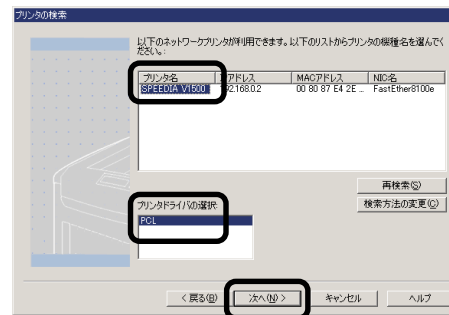 プリンタの検索
以下のネットワークプリンタが利用できます。以下のリストからプリンタの機種名を選んでく
ださい。:
プリンタ名 アドレス MACアドレス NIC名
SPEEDIA V1500 192.168.0.2 00 80 87 E4 2E ... FastEther8100e
再検索(S)
プリンタドライバの選択: 検索方法の変更(C)
PCL
< 戻る(B) 次へ(N) > キャンセル ヘルプ